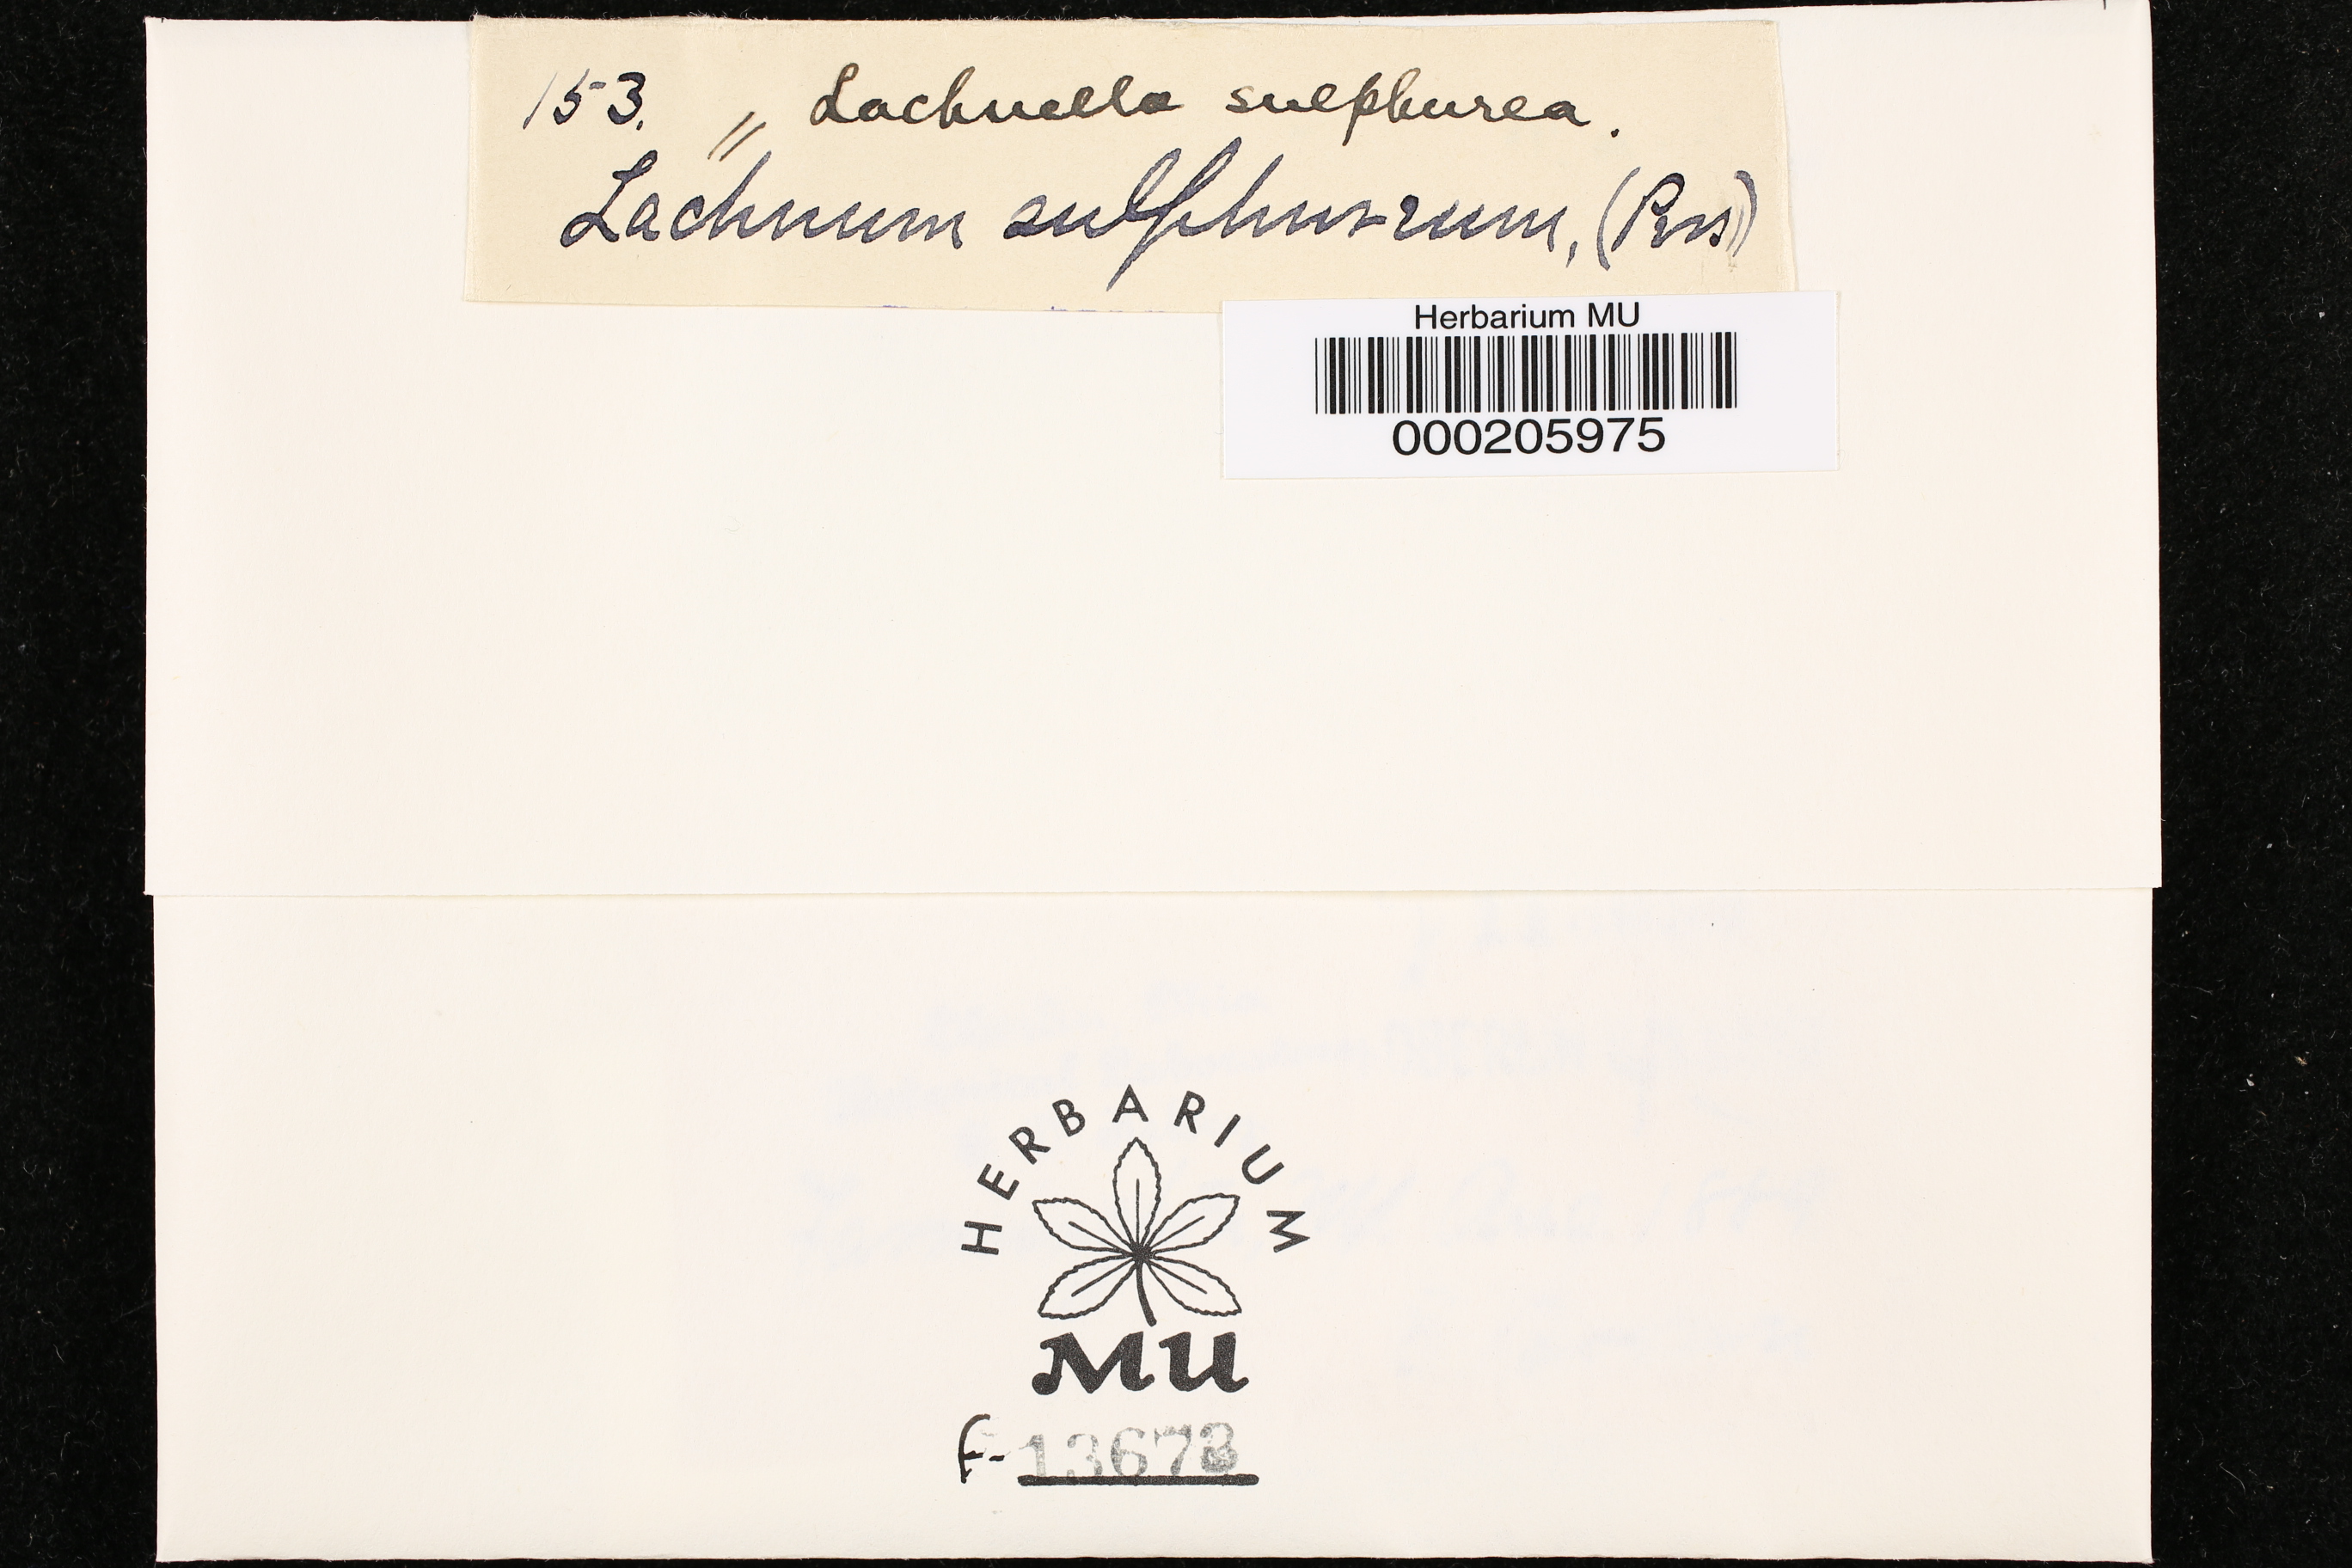 153. " Lachnella sulphurea.
Lachnum sulphureum, (Pers)
Herbarium MU
000205975
HERBARIUM
MU
F-13673